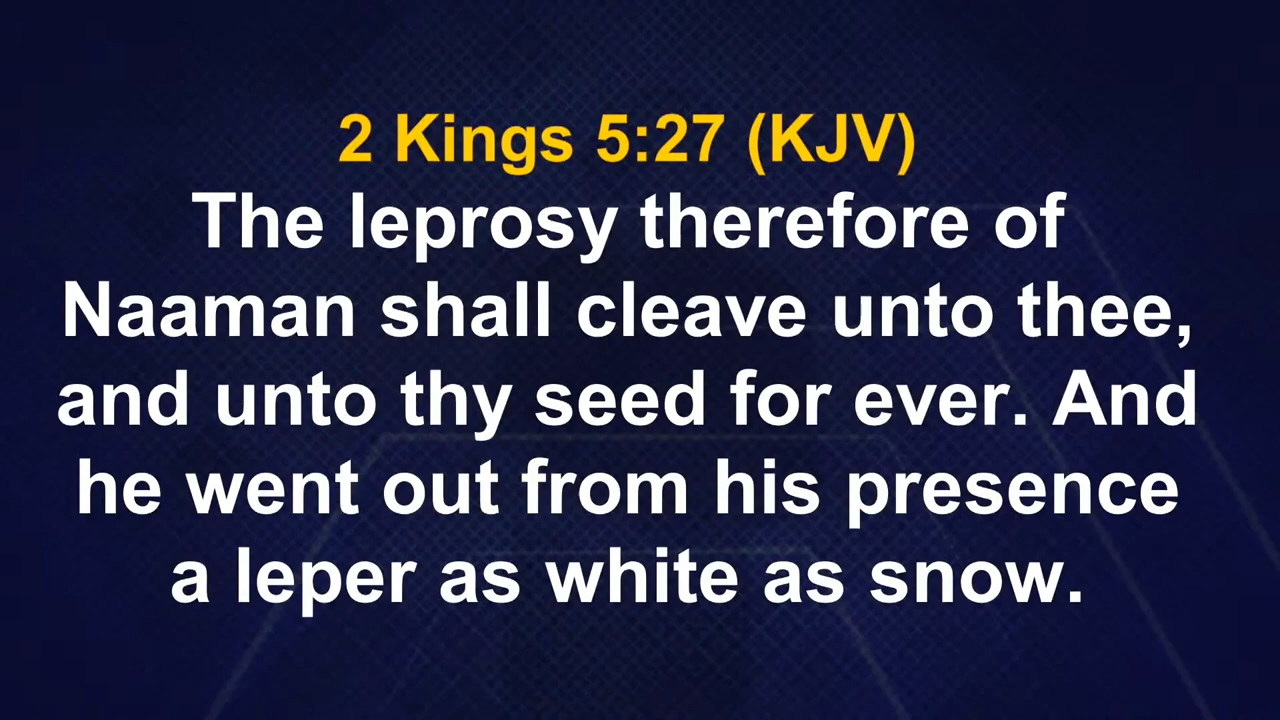 2 Kings 5:27 (KJV)
The leprosy therefore of
Naaman shall cleave unto thee,
and unto thy seed for ever. And
he went out from his presence
a leper as white as snow.